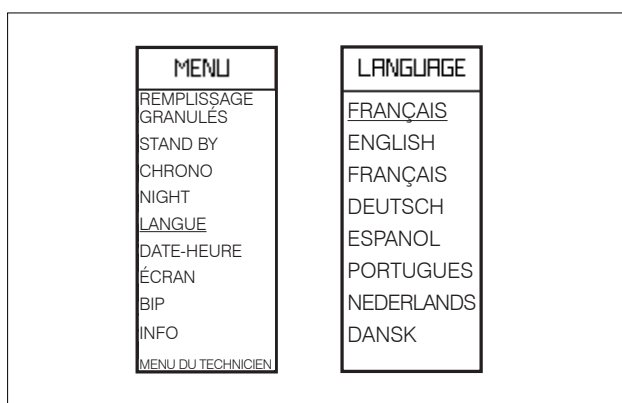 MENU
REMPLISSAGE
GRANULÉS
STAND BY
CHRONO
NIGHT
LANGUE
DATE-HEURE
ÉCRAN
BIP
INFO
MENU DU TECHNICIEN
LANGUAGE
FRANÇAIS
ENGLISH
FRANÇAIS
DEUTSCH
ESPANOL
PORTUGUES
NEDERLANDS
DANSK